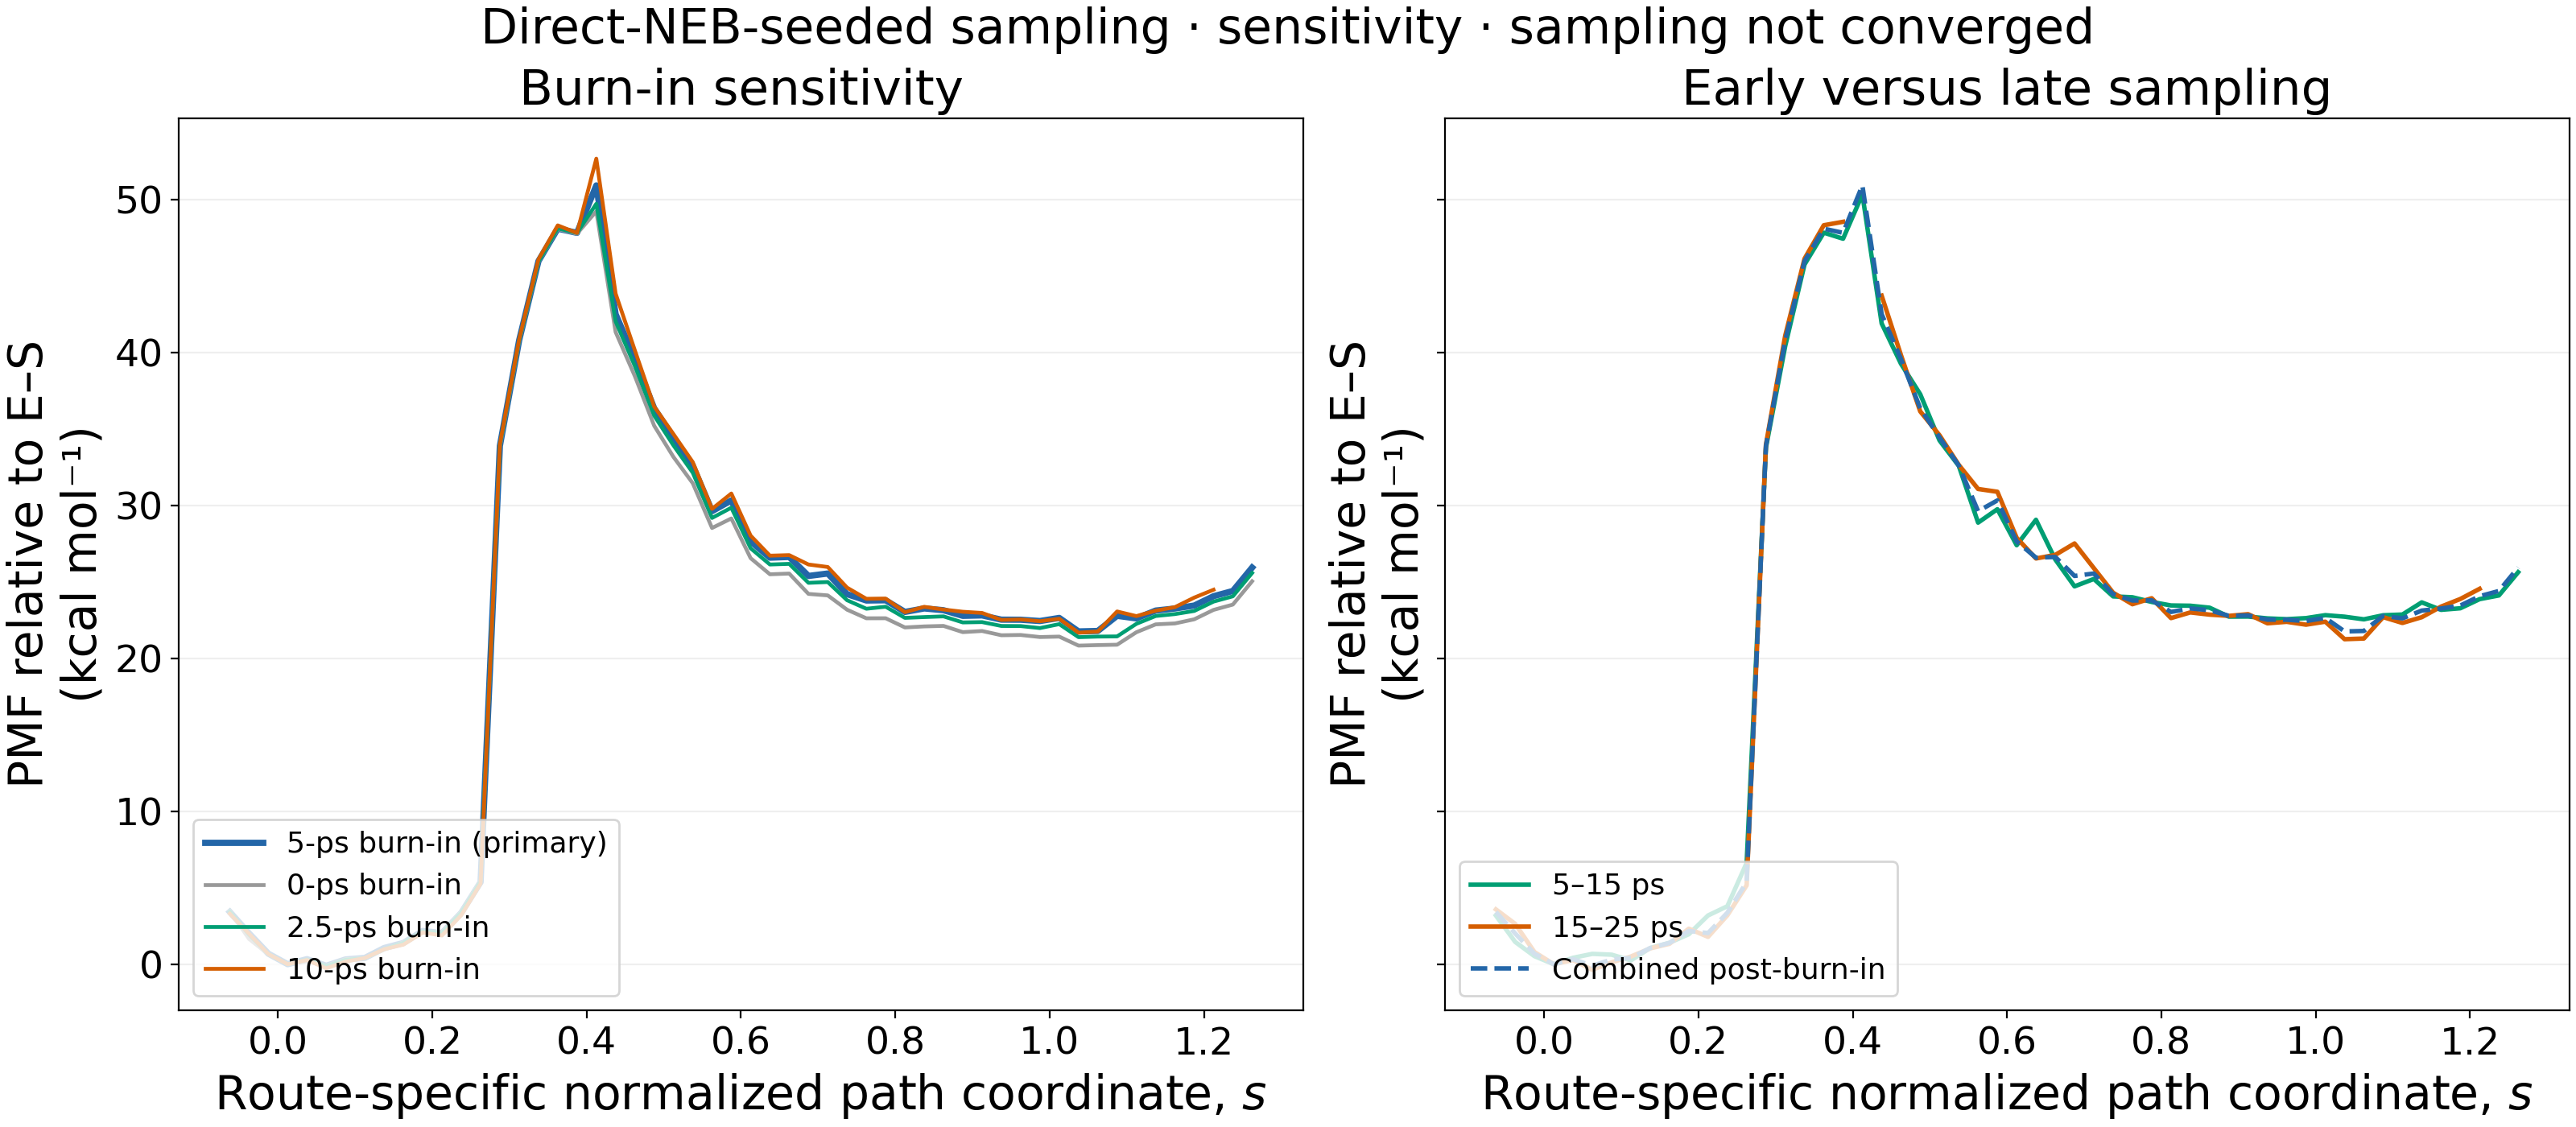 Direct-NEB-seeded sampling · sensitivity · sampling not converged
Burn-in sensitivity
PMF relative to E–S
(kcal mol⁻¹)
50
40
30
20
10
0
5-ps burn-in (primary)
0-ps burn-in
2.5-ps burn-in
10-ps burn-in
0.0 0.2 0.4 0.6 0.8 1.0 1.2
Route-specific normalized path coordinate, s
Early versus late sampling
PMF relative to E–S
(kcal mol⁻¹)
5–15 ps
15–25 ps
Combined post-burn-in
0.0 0.2 0.4 0.6 0.8 1.0 1.2
Route-specific normalized path coordinate, s